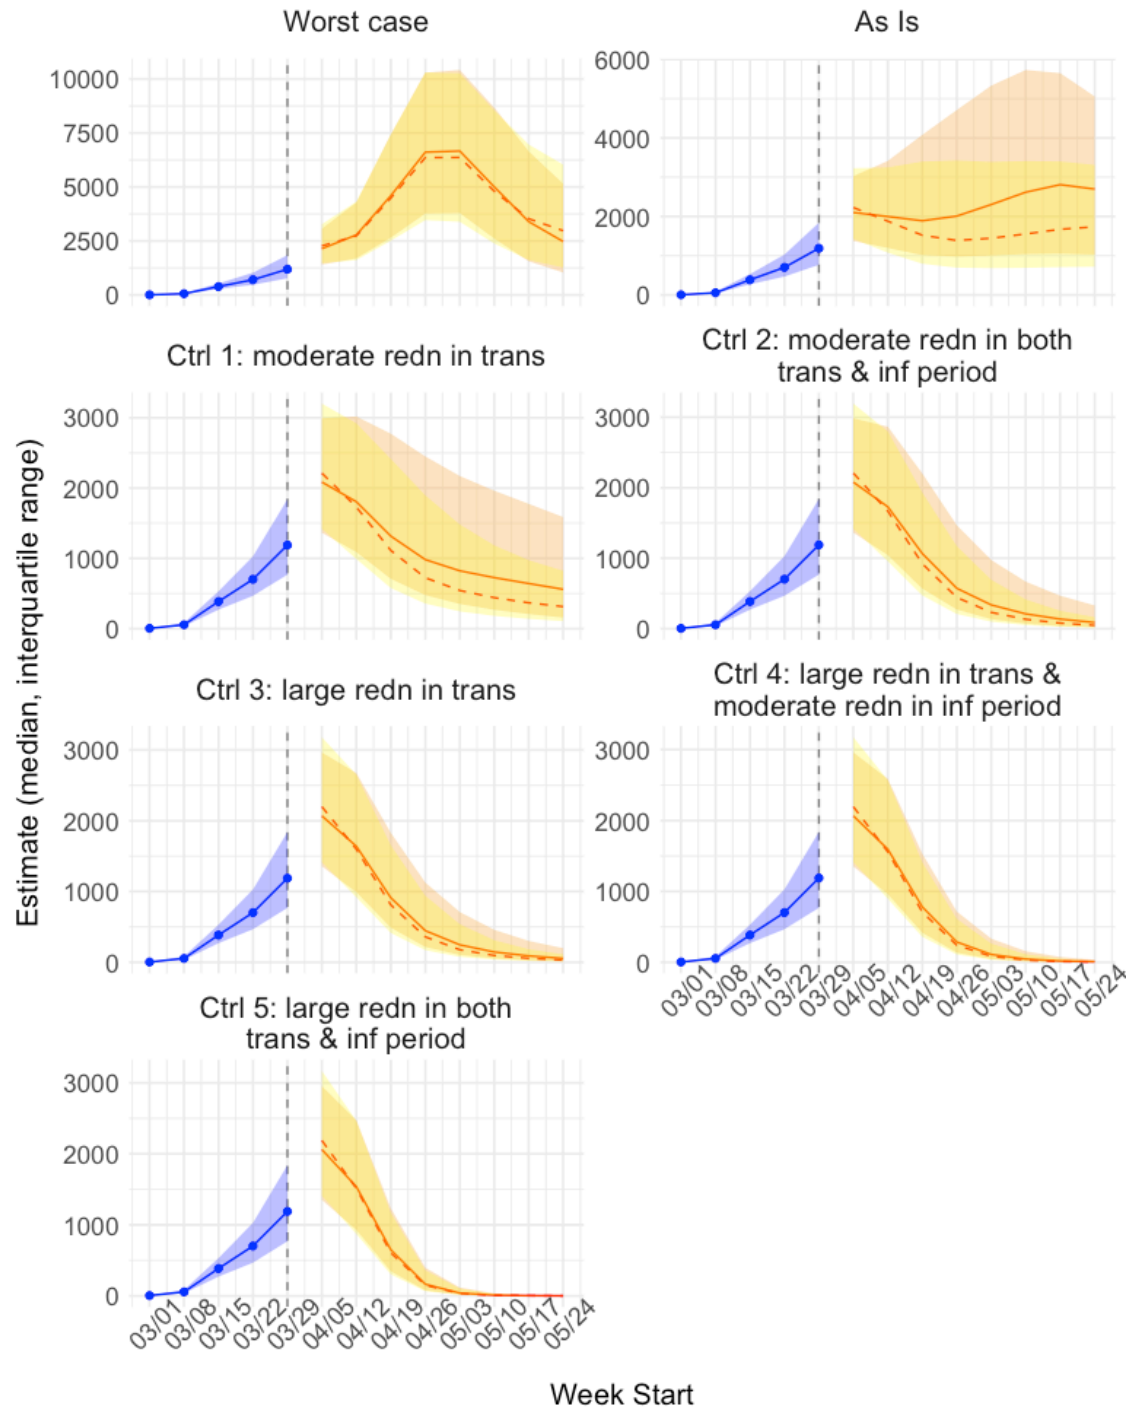 Worst case
As Is
10000
7500
5000
2500
0
6000
4000
2000
0
Ctrl 1: moderate redn in trans
Ctrl 2: moderate redn in both
trans & inf period
3000
2000
1000
0
3000
2000
1000
0
Estimate (median, interquartile range)
Ctrl 3: large redn in trans
Ctrl 4: large redn in trans &
moderate redn in inf period
3000
2000
1000
0
3000
2000
1000
0
03/01 03/08 03/15 03/22 03/29 04/05 04/12 04/19 04/26 05/03 05/10 05/17 05/24
Ctrl 5: large redn in both
trans & inf period
3000
2000
1000
0
03/01 03/08 03/15 03/22 03/29 04/05 04/12 04/19 04/26 05/03 05/10 05/17 05/24
Week Start